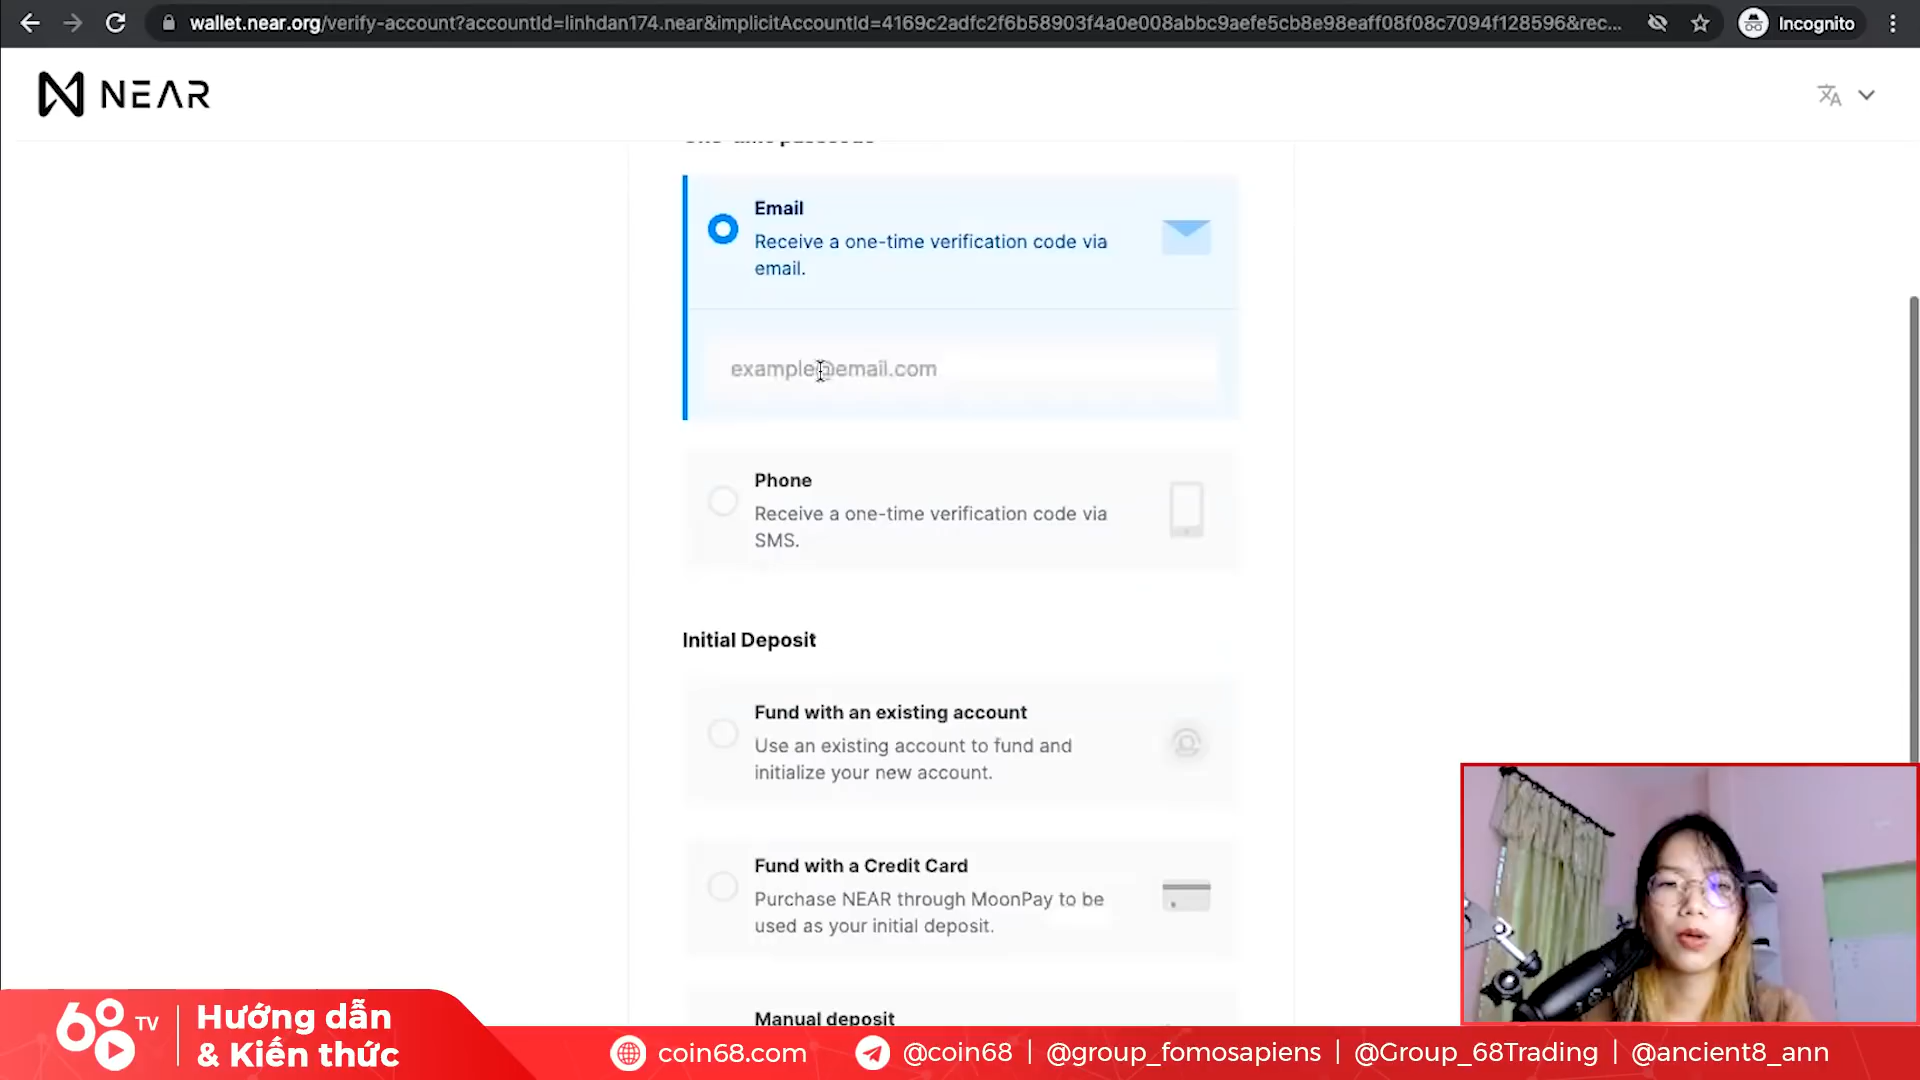 wallet.near.org/verify-account?accountId=linhdan174.near&implicitAccountId=4169c2adfc2f6b58903f4a0e008abbc9aefe5cb8e98eaff08f08c7094f128596&rec...
Incognito
NEAR
One-time passcode
Email
Receive a one-time verification code via
email.
example@email.com
Phone
Receive a one-time verification code via
SMS.
Initial Deposit
Fund with an existing account
Use an existing account to fund and
initialize your new account.
Fund with a Credit Card
Purchase NEAR through MoonPay to be
used as your initial deposit.
Manual deposit
68 TV
Hướng dẫn
& Kiến thức
coin68.com
@coin68 | @group_fomosapiens | @Group_68Trading | @ancient8_ann